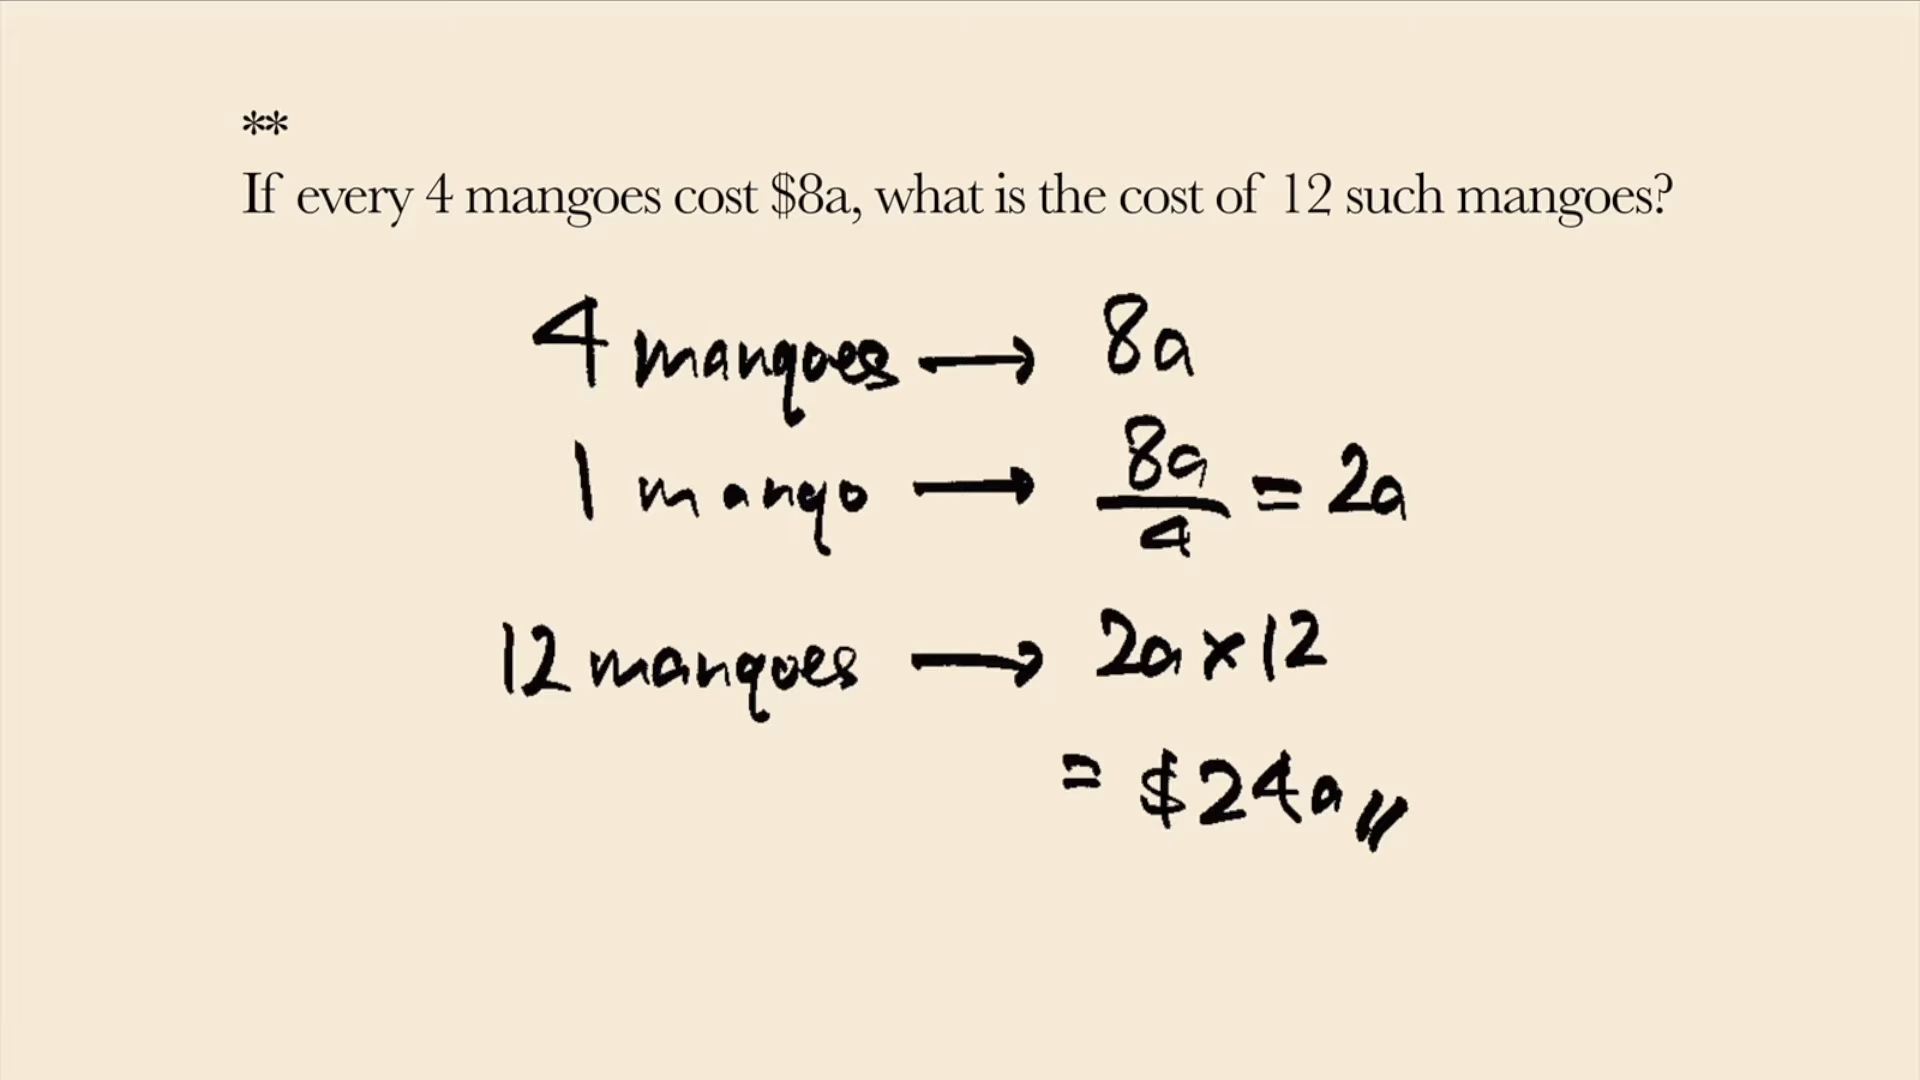 **
If every 4 mangoes cost $8a, what is the cost of 12 such mangoes?
4 mangoes → 8a
1 mango → 8a/4 = 2a
12 mangoes → 2a × 12
= $24a